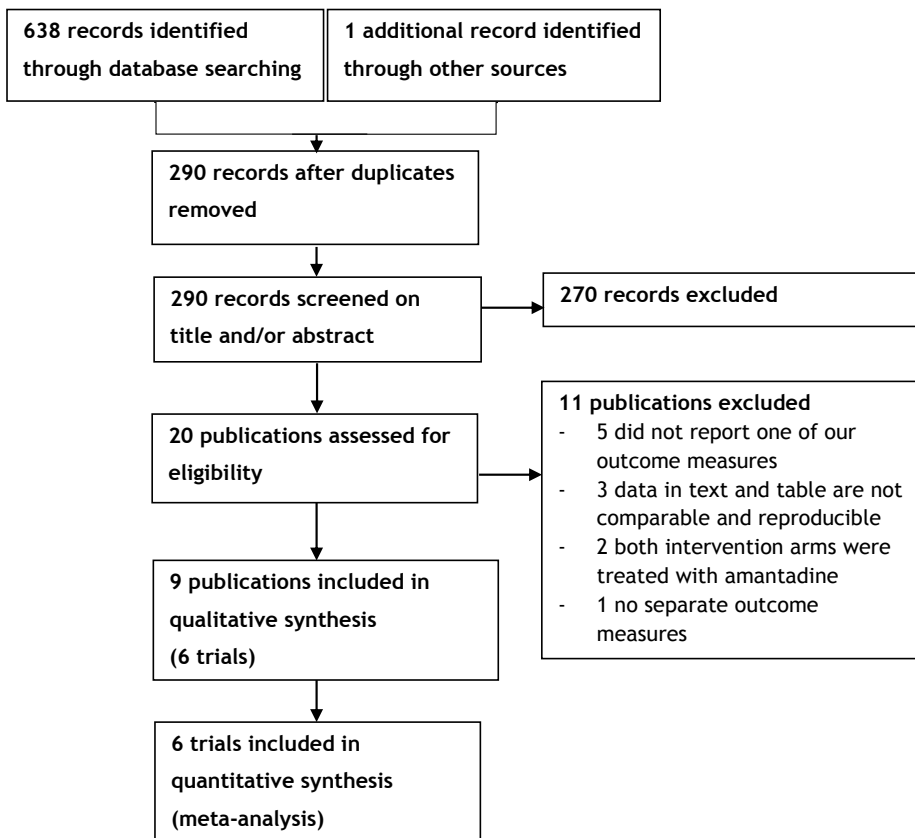 638 records identified
through database searching
1 additional record identified
through other sources
290 records after duplicates
removed
290 records screened on
title and/or abstract
270 records excluded
20 publications assessed for
eligibility
11 publications excluded
- 5 did not report one of our
outcome measures
- 3 data in text and table are not
comparable and reproducible
- 2 both intervention arms were
treated with amantadine
- 1 no separate outcome
measures
9 publications included in
qualitative synthesis
(6 trials)
6 trials included in
quantitative synthesis
(meta-analysis)